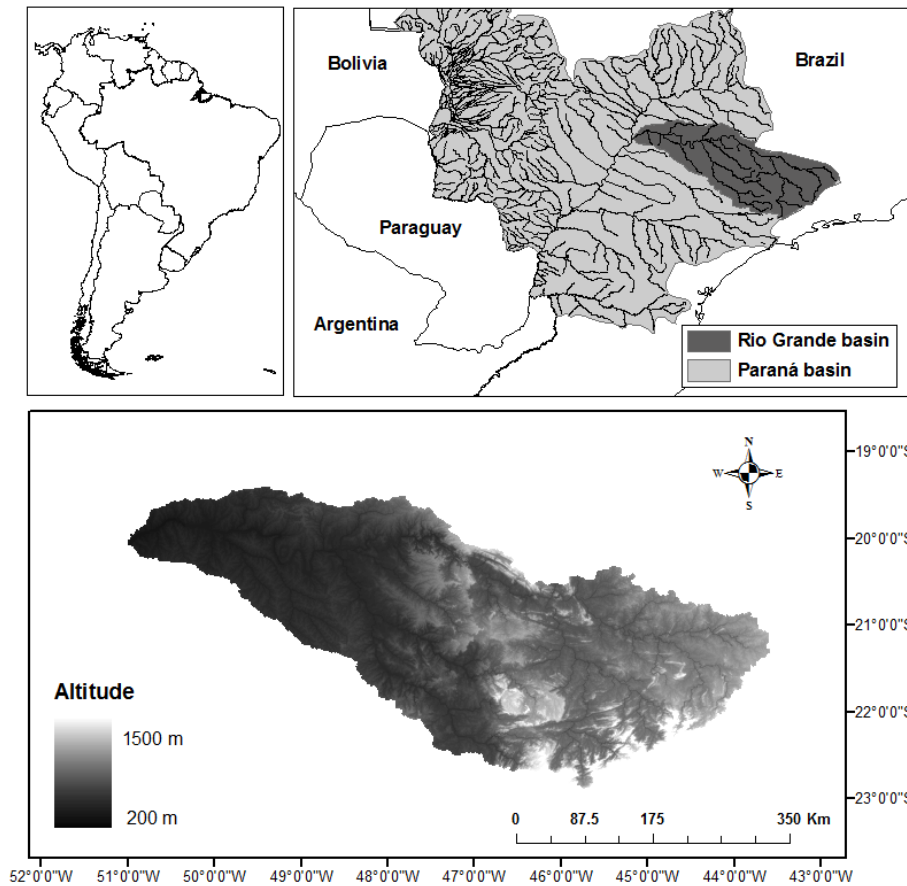 Bolivia
Brazil
Paraguay
Argentina
Rio Grande basin
Paraná basin
N
W E
S
19°0'0"S
20°0'0"S
21°0'0"S
22°0'0"S
23°0'0"S
Altitude
1500 m
200 m
0 87.5 175 350 Km
52°0'0"W 51°0'0"W 50°0'0"W 49°0'0"W 48°0'0"W 47°0'0"W 46°0'0"W 45°0'0"W 44°0'0"W 43°0'0"W